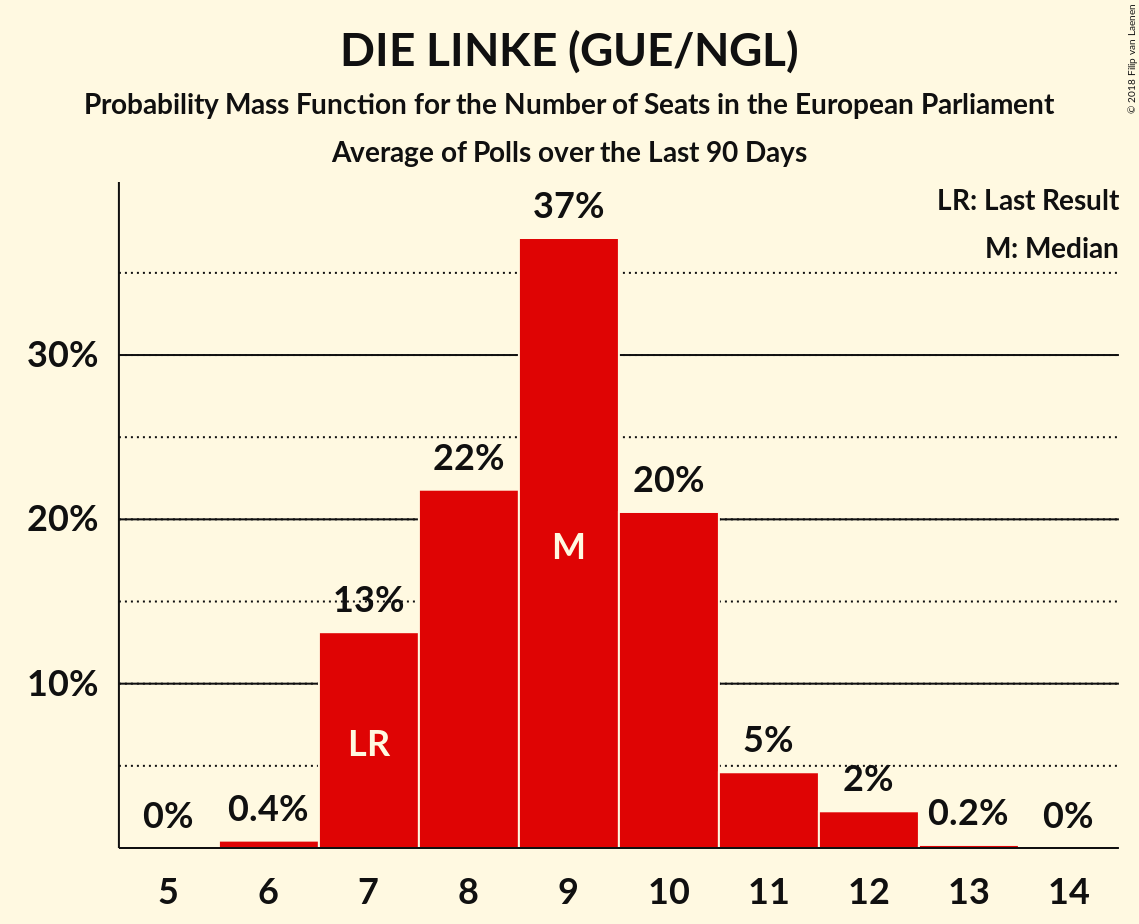 DIE LINKE (GUE/NGL)
Probability Mass Function for the Number of Seats in the European Parliament
Average of Polls over the Last 90 Days
© 2018 Filip van Laenen
LR: Last Result
M: Median
37%
30%
22%
20%
20%
M
13%
10%
LR
5%
2%
0%
0.4%
0.2%
0%
5 6 7 8 9 10 11 12 13 14